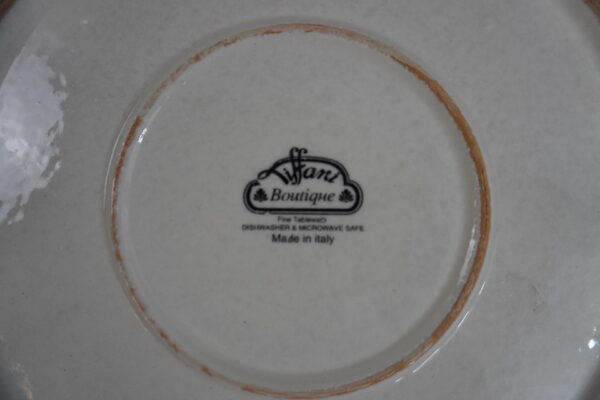 Tiffani
Boutique
Fine Tableware
DISHWASHER & MICROWAVE SAFE
Made in italy